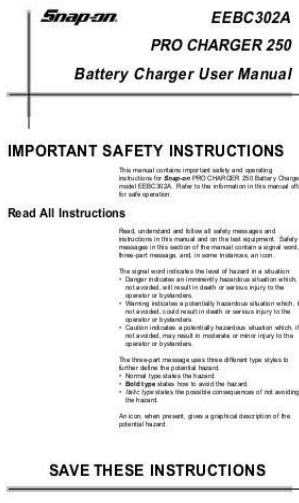 Snap-on.
EEBC302A
PRO CHARGER 250
Battery Charger User Manual
IMPORTANT SAFETY INSTRUCTIONS
This manual contains important safety and operating
instructions for Snap-on PRO CHARGER 250 Battery Charge
model EEBC302A. Refer to the information in this manual oft
for safe operation.
Read All Instructions
Read, understand and follow all safety messages and
instructions in this manual and on the test equipment. Safety
messages in this section of the manual contain a signal word,
three-part message, and, in some instances, an icon.
The signal word indicates the level of hazard in a situation:
• Danger indicates an imminently hazardous situation which,
not avoided, will result in death or serious injury to the
operator or bystanders.
• Warning indicates a potentially hazardous situation which, i
not avoided, could result in death or serious injury to the
operator or bystanders.
• Caution indicates a potentially hazardous situation which, if
not avoided, may result in moderate or minor injury to the
operator or bystanders.
The three-part message uses three different type styles to
further define the potential hazard.
• Normal type states the hazard.
• Bold type states how to avoid the hazard.
• Italic type states the possible consequences of not avoiding
the hazard.
An icon, when present, gives a graphical description of the
potential hazard.
SAVE THESE INSTRUCTIONS